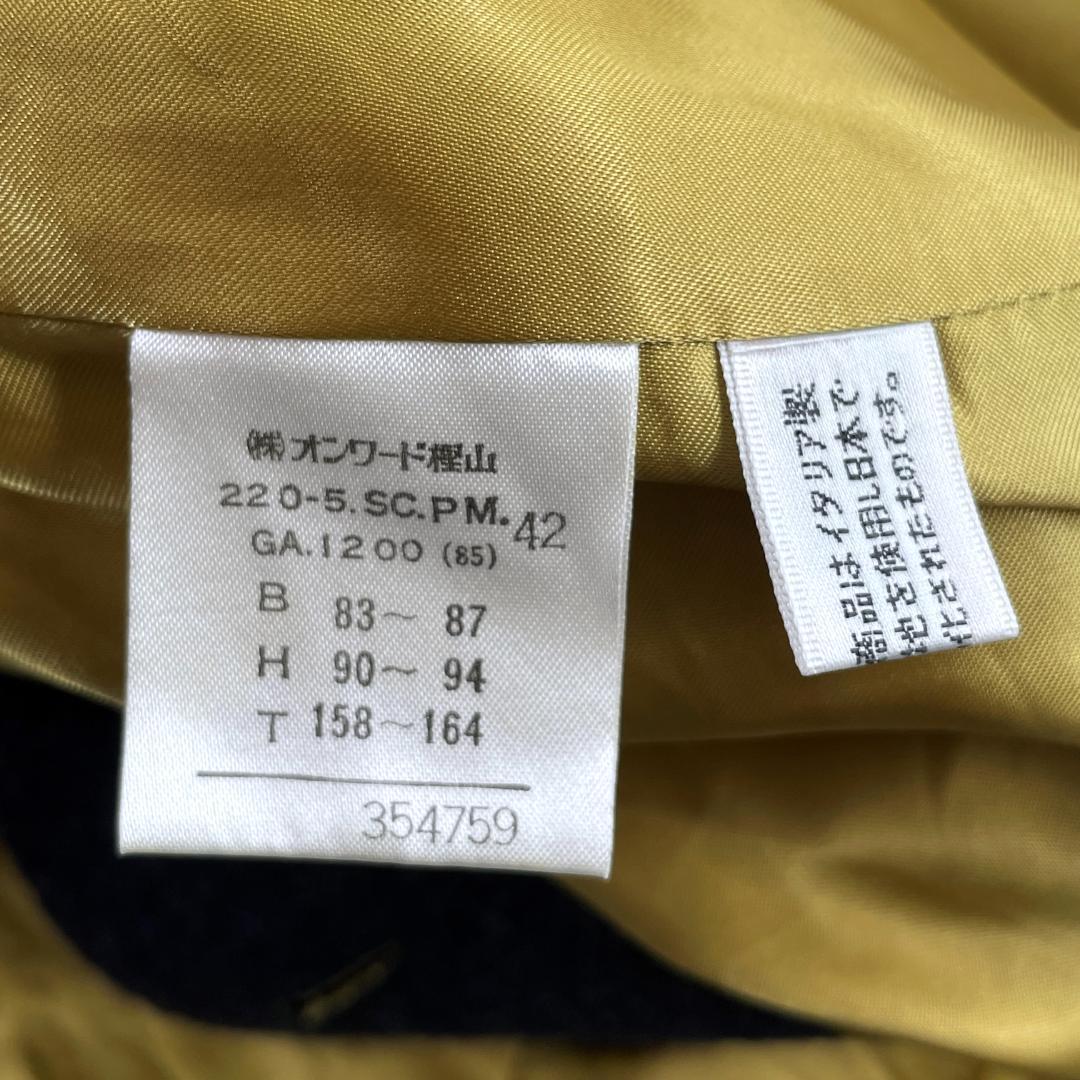 ㈱オンワード樫山
220-5.SC.PM.42
GA.1200 (85)
B 83〜 87
H 90〜 94
T 158〜164
354759
商品はイタリア製
地を使用し日本で
化されたものです。